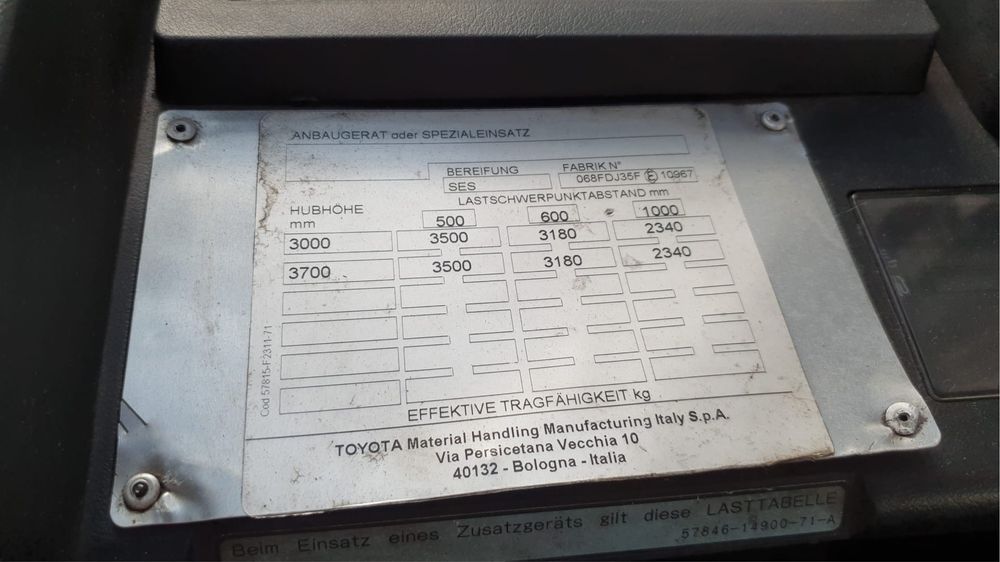 ANBAUGERAT oder SPEZIALEINSATZ
BEREIFUNG FABRIK N°
SES 068FDJ35F E 10967
LASTSCHWERPUNKTABSTAND mm
HUBHÖHE
mm 500 600 1000
3000 3500 3180 2340
3700 3500 3180 2340
Cod.57815-F2311-71
EFFEKTIVE TRAGFÄHIGKEIT kg
TOYOTA Material Handling Manufacturing Italy S.p.A.
Via Persicetana Vecchia 10
40132 - Bologna - Italia
Beim Einsatz eines Zusatzgeräts gilt diese LASTTABELLE
57846-14900-71-A